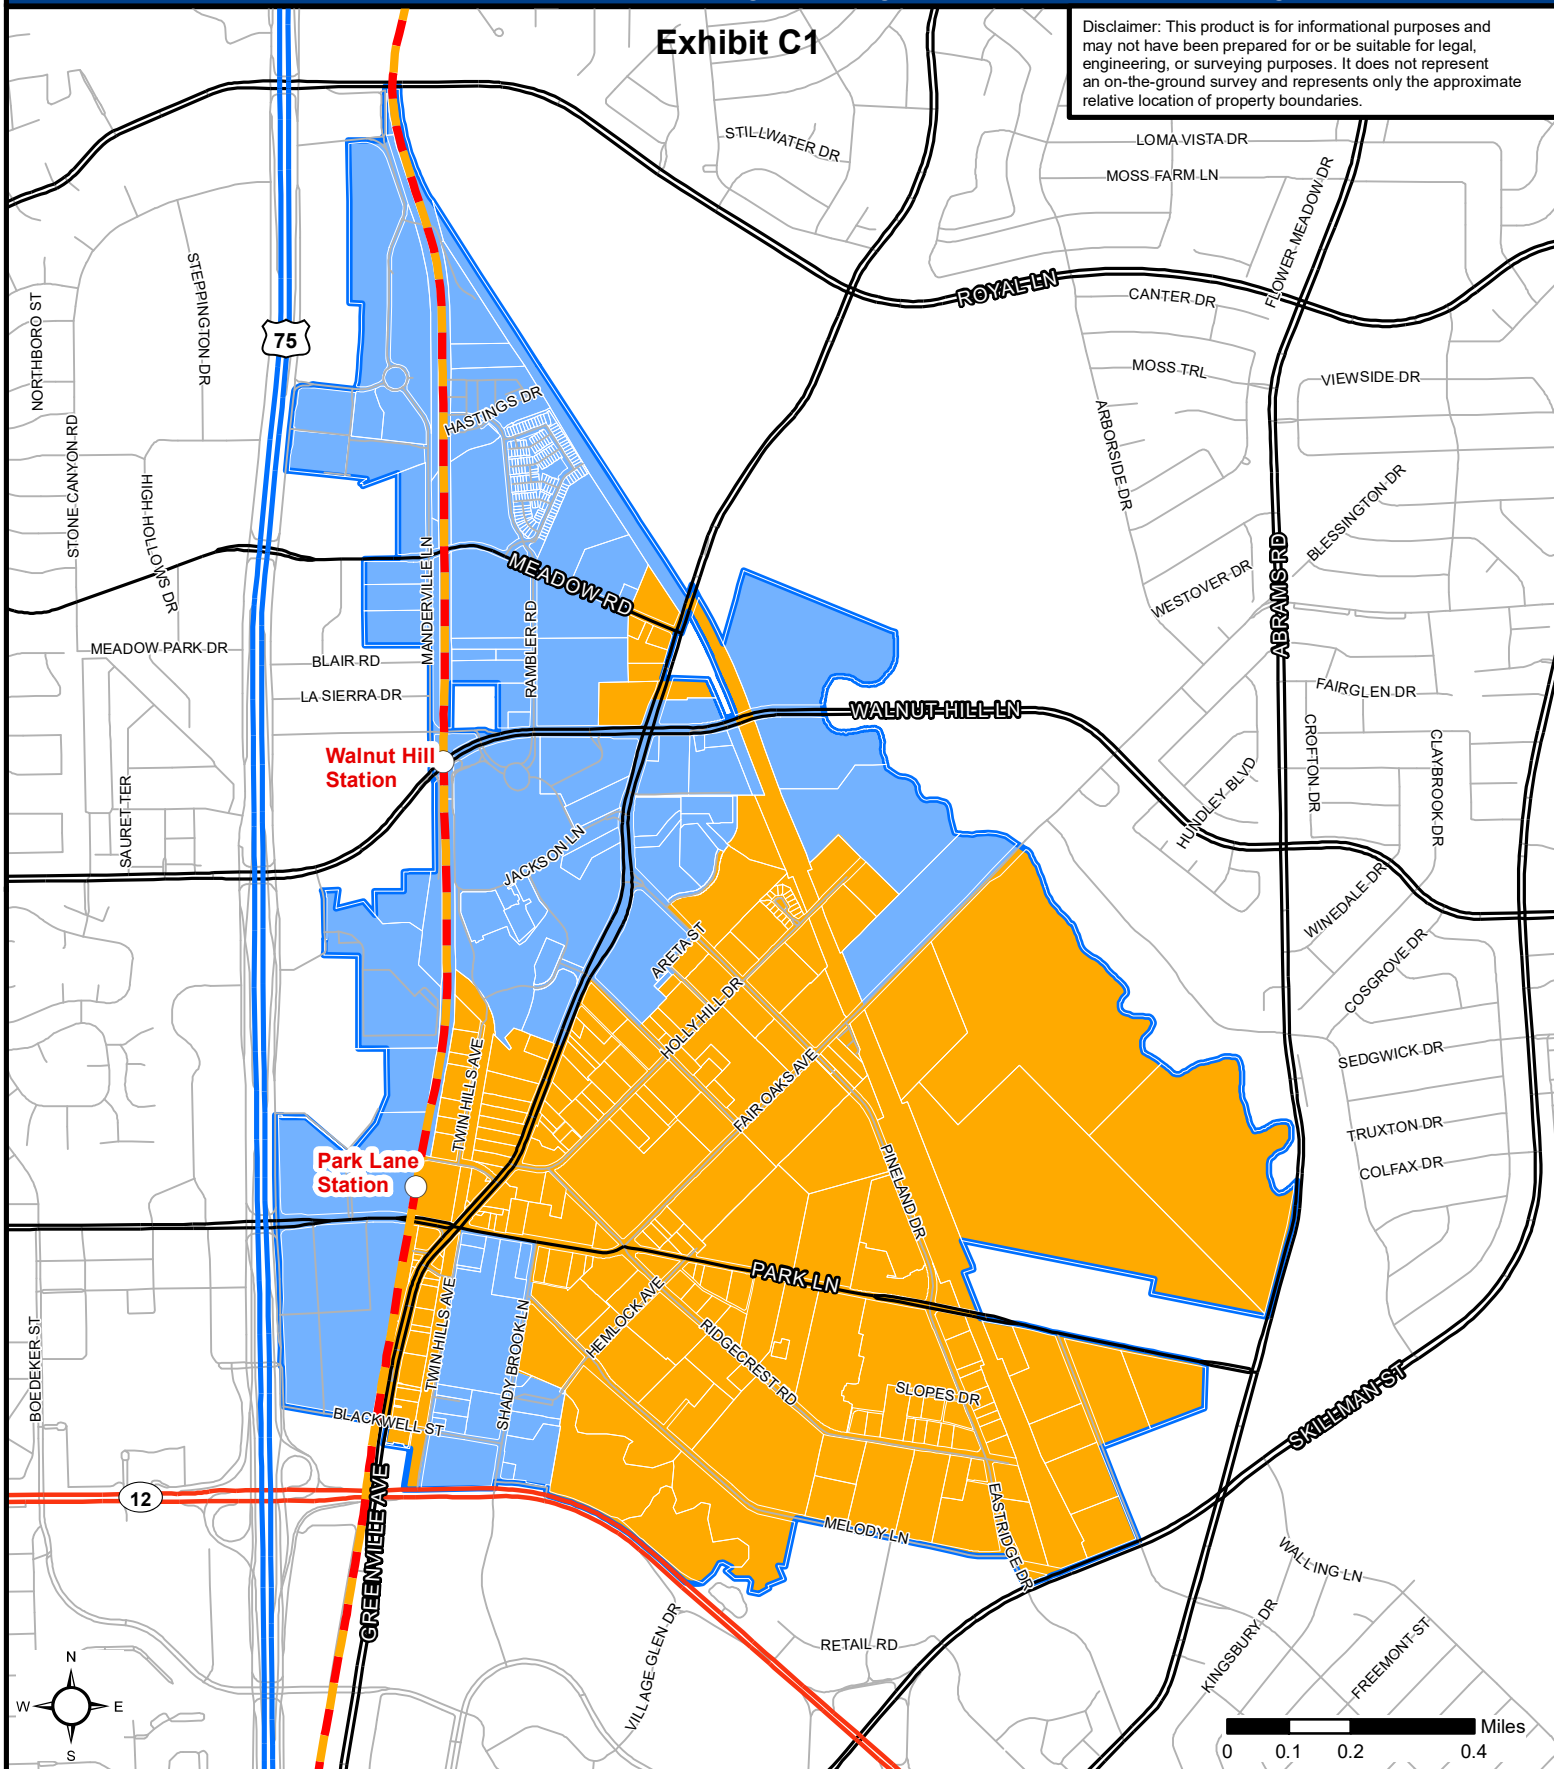 Exhibit C1
Disclaimer: This product is for informational purposes and
may not have been prepared for or be suitable for legal,
engineering, or surveying purposes. It does not represent
an on-the-ground survey and represents only the approximate
relative location of property boundaries.
STILLWATER DR
LOMA VISTA DR
MOSS FARM LN
FLOWER MEADOW DR
STEPPINGTON DR
NORTHBORO ST
ROYAL LN
CANTER DR
75
MOSS TRL
VIEWSIDE DR
HASTINGS DR
ARBORSIDE DR
STONE CANYON RD
HIGH HOLLOWS DR
BLESSINGTON DR
MANDERVILLE LN
MEADOW RD
WESTOVER DR
ABRAMS RD
RAMBLER RD
MEADOW PARK DR
BLAIR RD
LA SIERRA DR
FAIRGLEN DR
WALNUT HILL LN
CROFTON DR
CLAYBROOK DR
Walnut Hill
Station
SAURET TER
HUNDLEY BLVD
JACKSON LN
WINEDALE DR
ARETA ST
COSGROVE DR
HOLLY HILL DR
TWIN HILLS AVE
FAIR OAKS AVE
SEDGWICK DR
TRUXTON DR
COLFAX DR
Park Lane
Station
PINELAND DR
PARK LN
TWIN HILLS AVE
SHADY BROOK LN
HEMLOCK AVE
RIDGECREST RD
BOEDEKER ST
SLOPES DR
BLACKWELL ST
SKILLMAN ST
12
GREENVILLE AVE
EASTRIDGE DR
MELODY LN
WALLING LN
VILLAGE GLEN DR
RETAIL RD
KINGSBURY DR
FREEMONT ST
N
W E
S
Miles
0 0.1 0.2 0.4